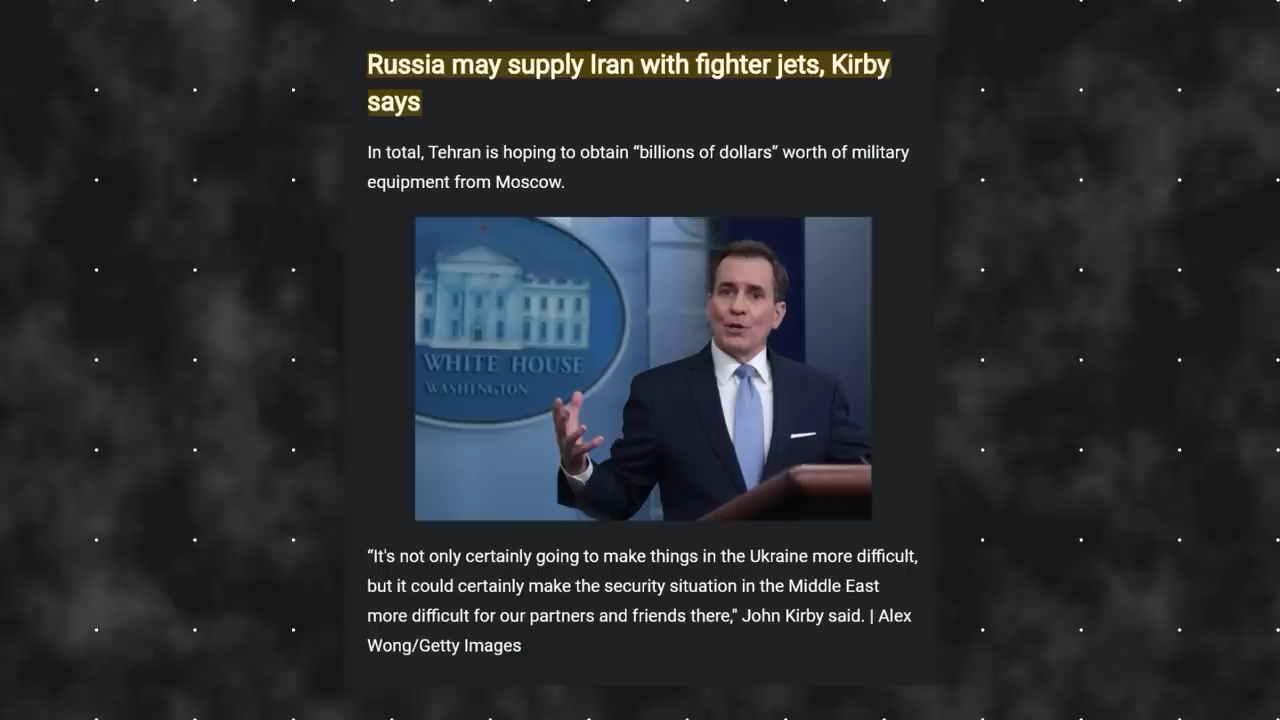 Russia may supply Iran with fighter jets, Kirby
says
In total, Tehran is hoping to obtain “billions of dollars” worth of military
equipment from Moscow.
WHITE HOUSE
WASHINGTON
“It's not only certainly going to make things in the Ukraine more difficult,
but it could certainly make the security situation in the Middle East
more difficult for our partners and friends there," John Kirby said. | Alex
Wong/Getty Images